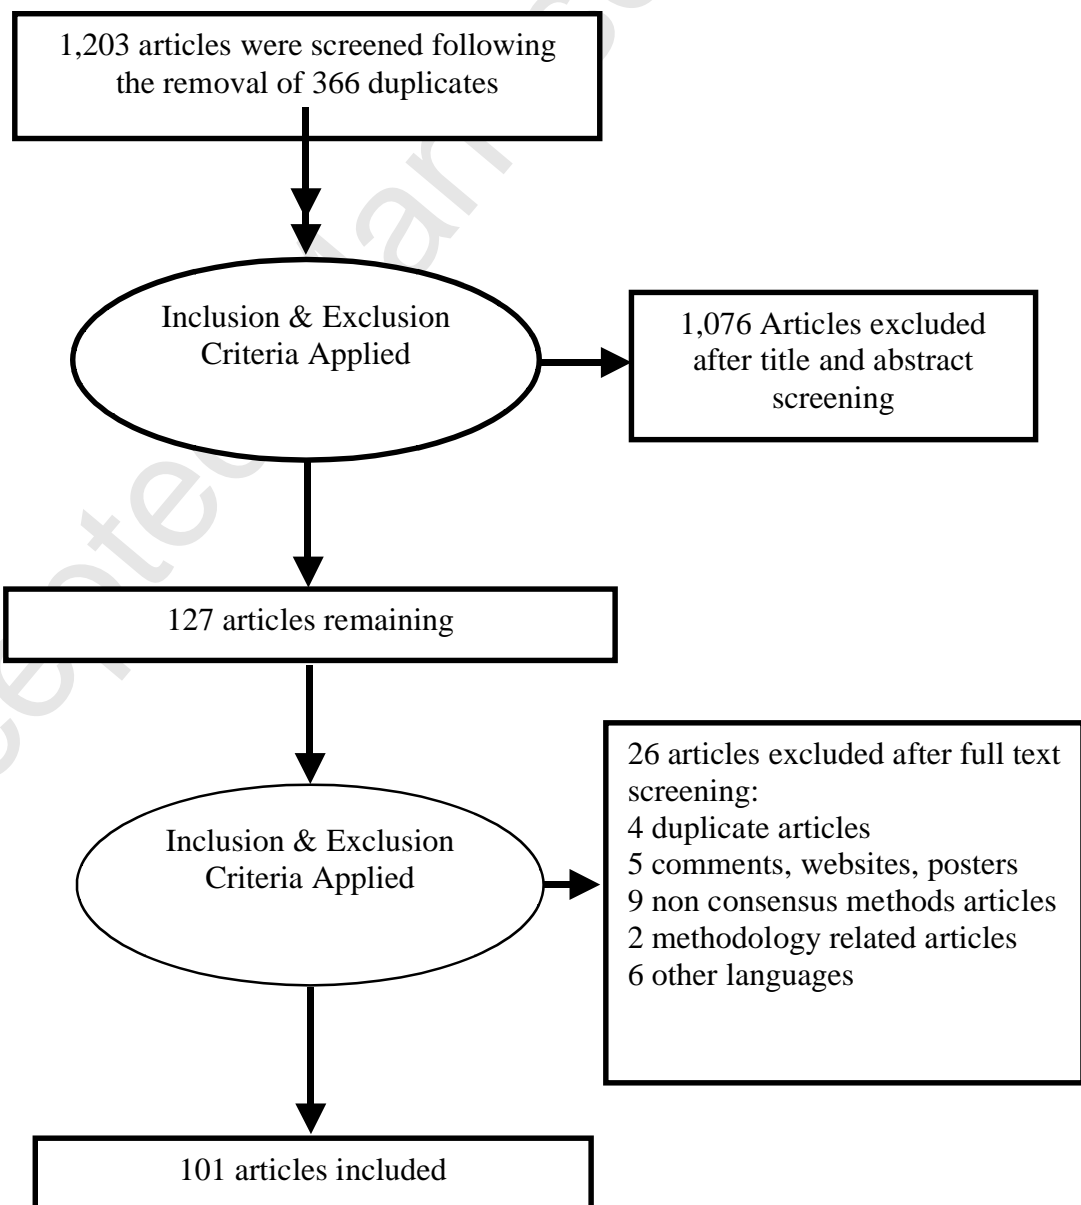 1,203 articles were screened following
the removal of 366 duplicates
Inclusion & Exclusion
Criteria Applied
1,076 Articles excluded
after title and abstract
screening
127 articles remaining
26 articles excluded after full text
screening:
4 duplicate articles
5 comments, websites, posters
9 non consensus methods articles
2 methodology related articles
6 other languages
Inclusion & Exclusion
Criteria Applied
101 articles included